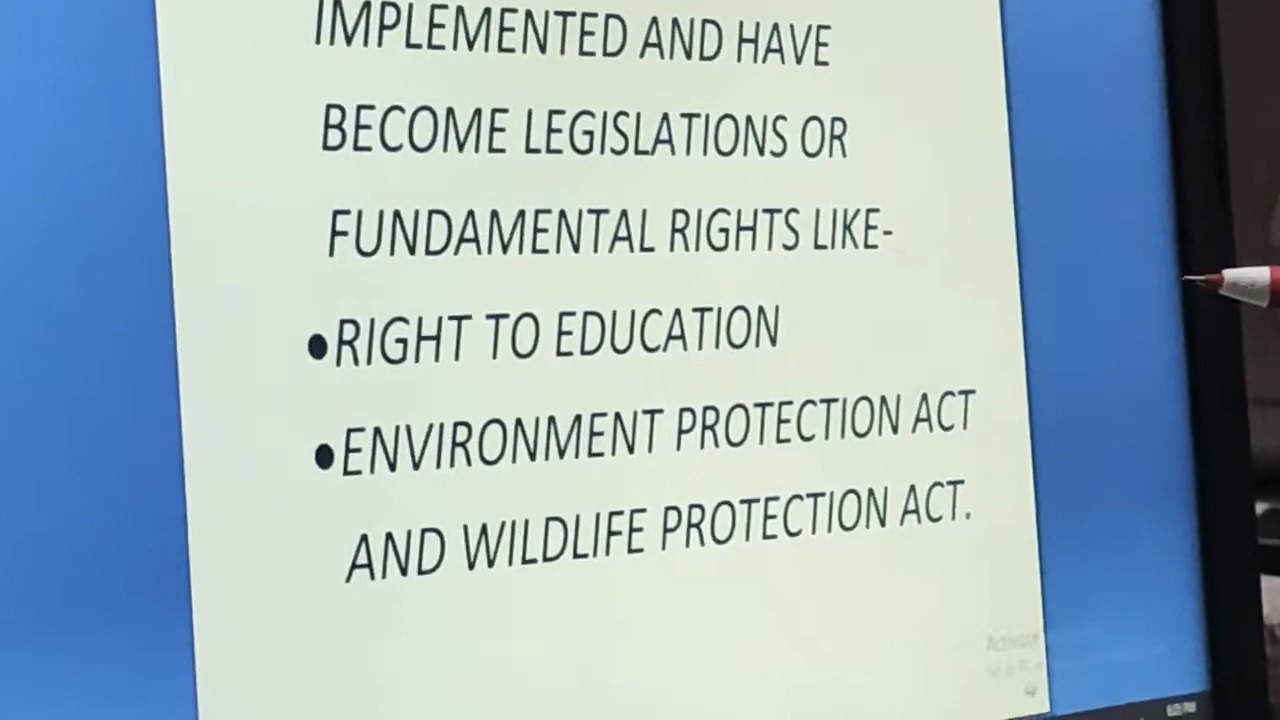 IMPLEMENTED AND HAVE
BECOME LEGISLATIONS OR
FUNDAMENTAL RIGHTS LIKE-
•RIGHT TO EDUCATION
•ENVIRONMENT PROTECTION ACT
AND WILDLIFE PROTECTION ACT.